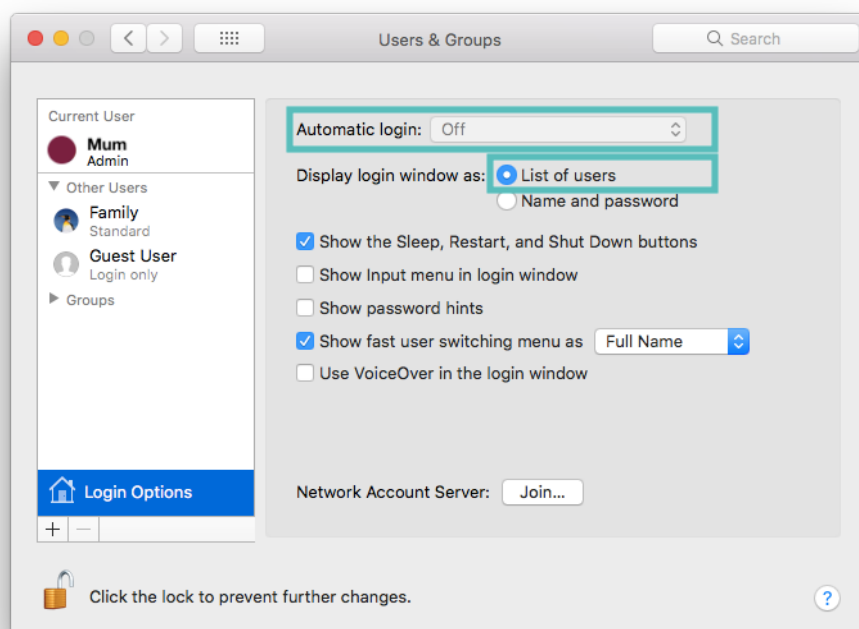 Users & Groups
Search
Current User
Mum
Admin
Other Users
Family
Standard
Guest User
Login only
Groups
Login Options
+ −
Automatic login: Off
Display login window as: List of users
Name and password
Show the Sleep, Restart, and Shut Down buttons
Show Input menu in login window
Show password hints
Show fast user switching menu as Full Name
Use VoiceOver in the login window
Network Account Server: Join...
Click the lock to prevent further changes.
?